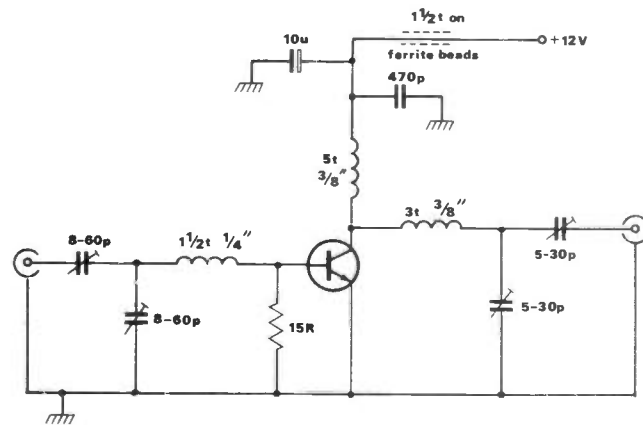 1½t on
10u
+12V
ferrite beads
470p
5t
3/8"
3t 3/8"
8-60p
1½t ¼"
5-30p
8-60p
15R
5-30p